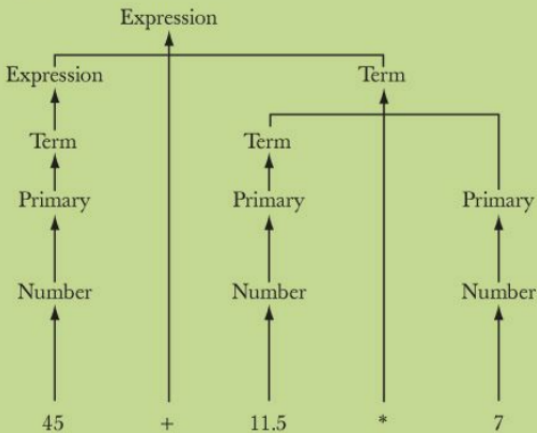 Expression
Expression Term
Term Term
Primary Primary Primary
Number Number Number
45 + 11.5 * 7